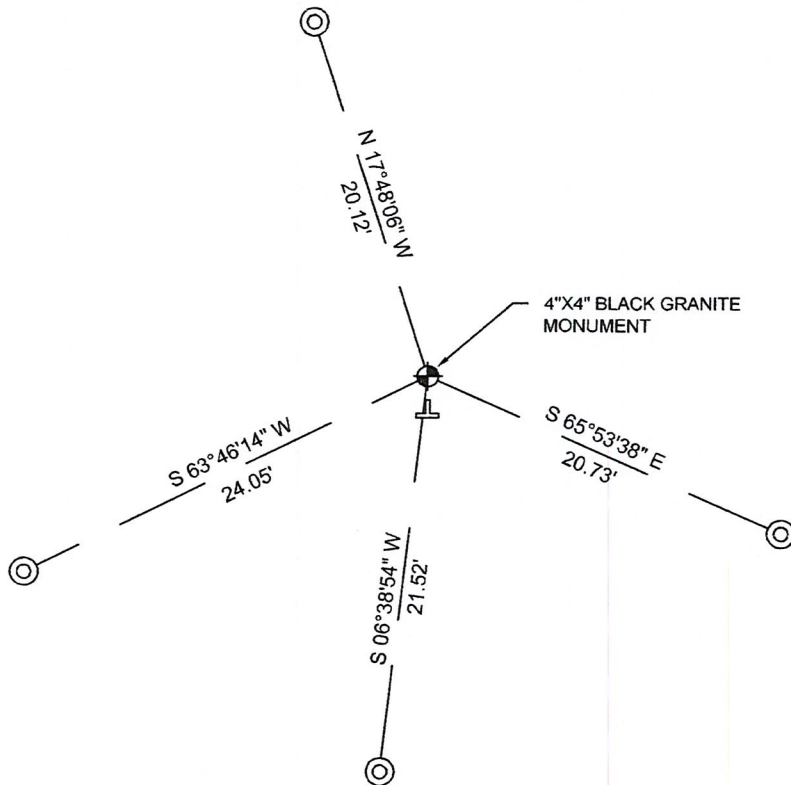 N 17°48'06" W
20.12'
4"X4" BLACK GRANITE
MONUMENT
S 63°46'14" W
24.05'
S 65°53'38" E
20.73'
S 06°38'54" W
21.52'